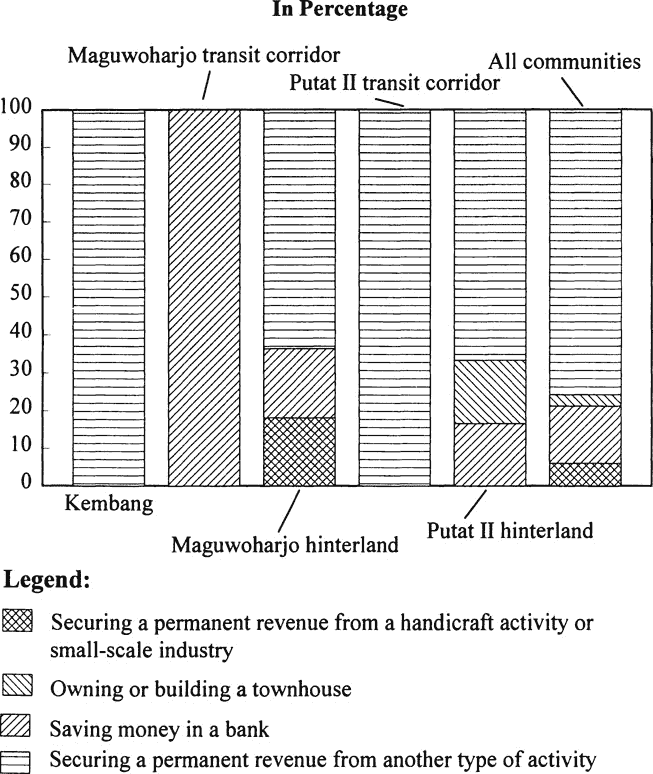 In Percentage
Maguwoharjo transit corridor
Putat II transit corridor
All communities
100
90
80
70
60
50
40
30
20
10
0
Kembang
Maguwoharjo hinterland
Putat II hinterland
Legend:
Securing a permanent revenue from a handicraft activity or
small-scale industry
Owning or building a townhouse
Saving money in a bank
Securing a permanent revenue from another type of activity